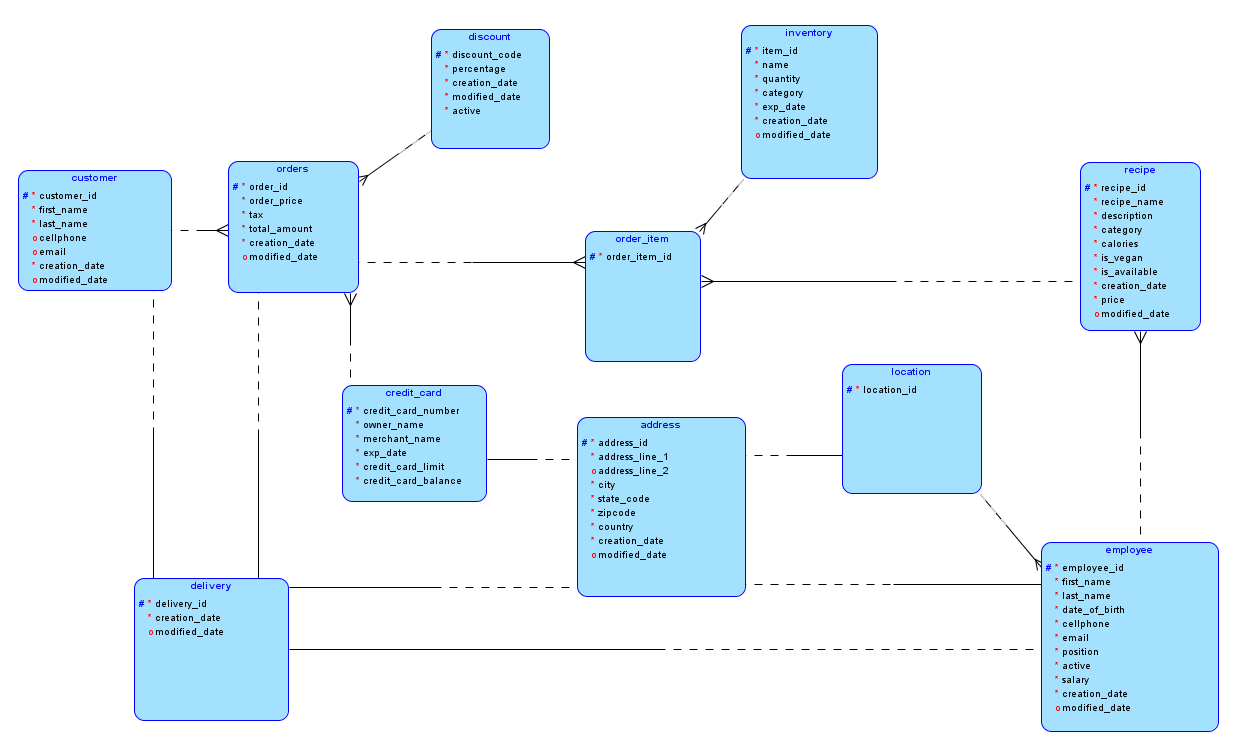 discount
# * discount_code
* percentage
* creation_date
* modified_date
* active
inventory
# * item_id
* name
* quantity
* category
* exp_date
* creation_date
o modified_date
customer
# * customer_id
* first_name
* last_name
o cellphone
o email
* creation_date
o modified_date
orders
# * order_id
* order_price
* tax
* total_amount
* creation_date
o modified_date
recipe
# * recipe_id
* recipe_name
* description
* category
* calories
* is_vegan
* is_available
* creation_date
* price
o modified_date
order_item
# * order_item_id
credit_card
# * credit_card_number
* owner_name
* merchant_name
* exp_date
* credit_card_limit
* credit_card_balance
address
# * address_id
* address_line_1
o address_line_2
* city
* state_code
* zipcode
* country
* creation_date
o modified_date
location
# * location_id
delivery
# * delivery_id
* creation_date
o modified_date
employee
# * employee_id
* first_name
* last_name
* date_of_birth
* cellphone
* email
* position
* active
* salary
* creation_date
o modified_date